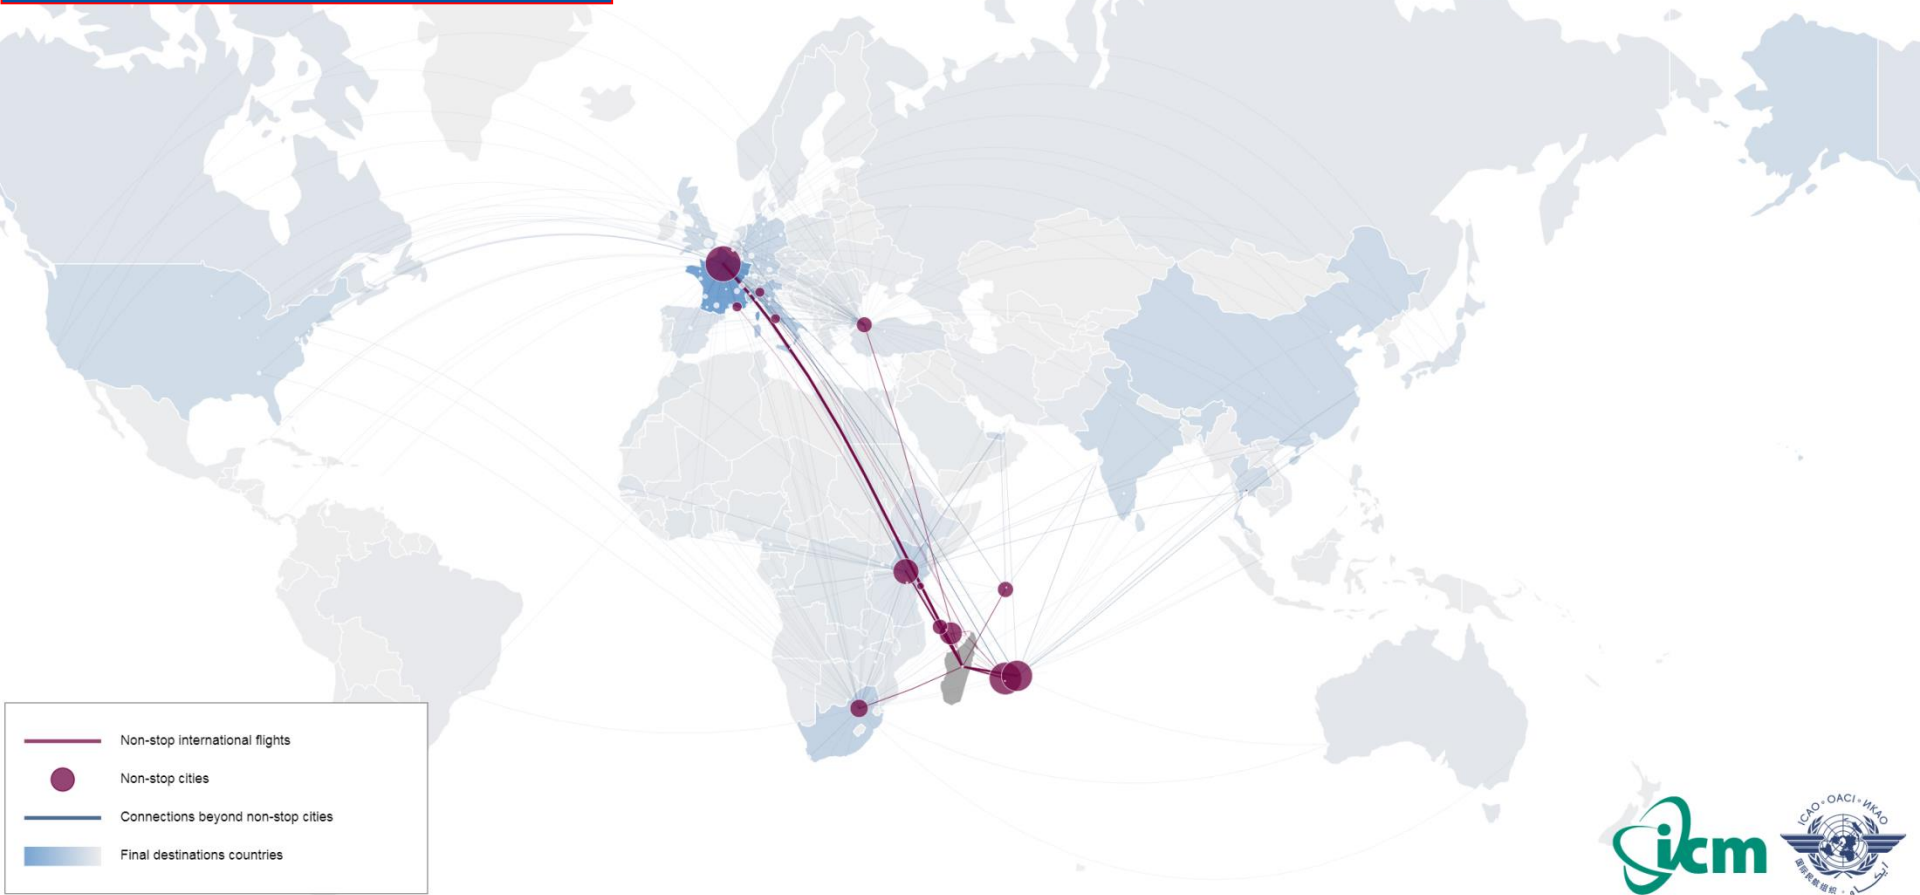 Non-stop international flights
Non-stop cities
Connections beyond non-stop cities
Final destinations countries
icm
ICAO · OACI · ИКАО